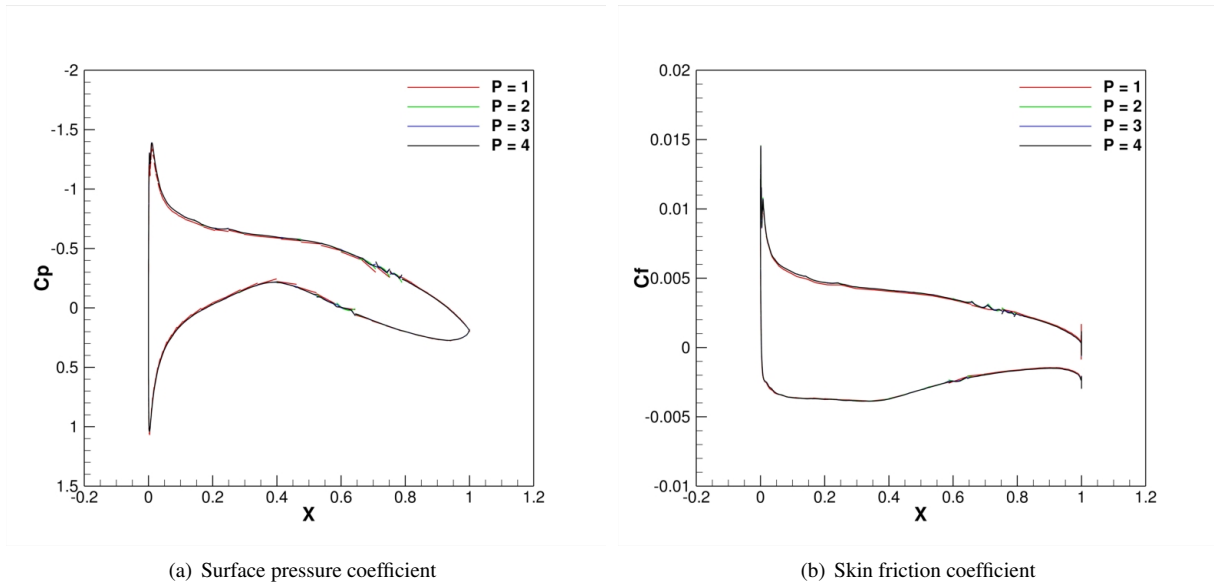 -2
-1.5
-1
-0.5
0
0.5
1
1.5
Cp
-0.2 0 0.2 0.4 0.6 0.8 1 1.2
X
P = 1
P = 2
P = 3
P = 4
(a) Surface pressure coefficient
0.02
0.015
0.01
0.005
0
-0.005
-0.01
Cf
-0.2 0 0.2 0.4 0.6 0.8 1 1.2
X
P = 1
P = 2
P = 3
P = 4
(b) Skin friction coefficient